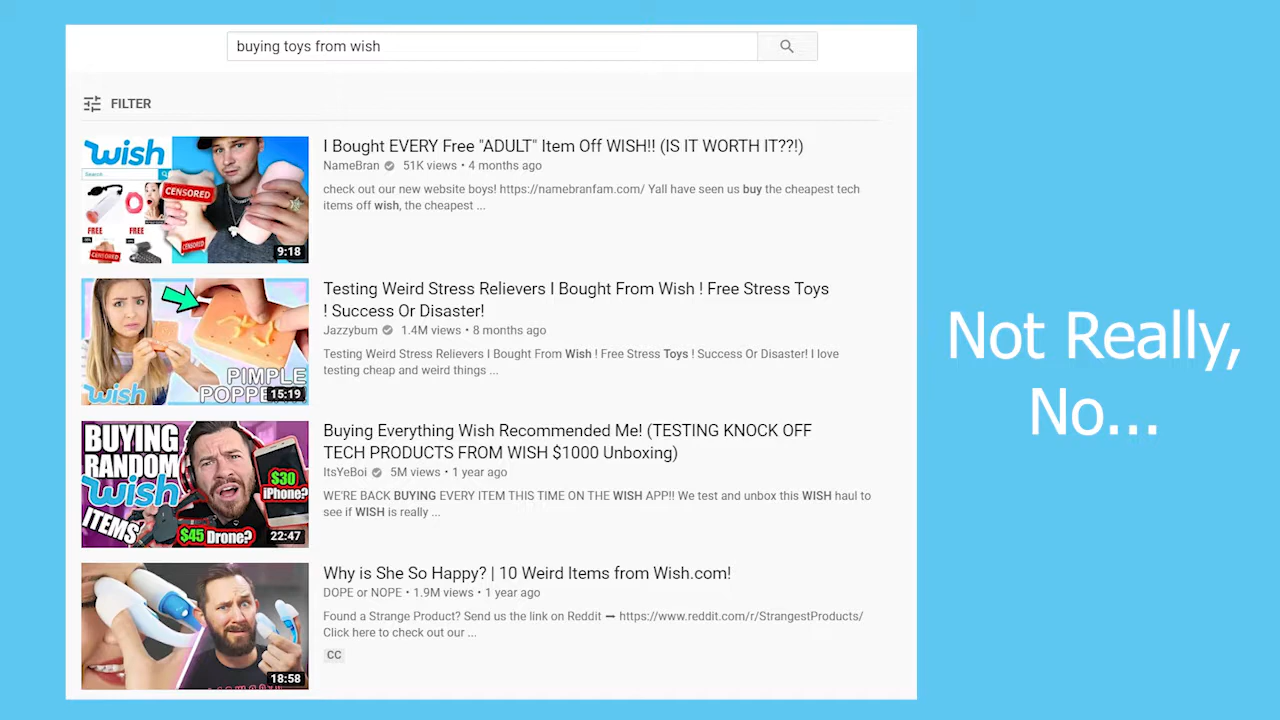 buying toys from wish
FILTER
wish
Search...
CENSORED
FREE
FREE
CENSORED
CENSORED
9:18
I Bought EVERY Free "ADULT" Item Off WISH!! (IS IT WORTH IT??!)
NameBran 51K views • 4 months ago
check out our new website boys! https://namebranfam.com/ Yall have seen us buy the cheapest tech
items off wish, the cheapest ...
wish
PIMPLE
POPPE
15:19
Testing Weird Stress Relievers I Bought From Wish ! Free Stress Toys
! Success Or Disaster!
Jazzybum 1.4M views • 8 months ago
Testing Weird Stress Relievers I Bought From Wish ! Free Stress Toys ! Success Or Disaster! I love
testing cheap and weird things ...
BUYING
RANDOM
wish
ITEMS
$30
iPhone?
$45 Drone?
22:47
Buying Everything Wish Recommended Me! (TESTING KNOCK OFF
TECH PRODUCTS FROM WISH $1000 Unboxing)
ItsYeBoi 5M views • 1 year ago
WE'RE BACK BUYING EVERY ITEM THIS TIME ON THE WISH APP!! We test and unbox this WISH haul to
see if WISH is really ...
18:58
Why is She So Happy? | 10 Weird Items from Wish.com!
DOPE or NOPE • 1.9M views • 1 year ago
Found a Strange Product? Send us the link on Reddit ➖ https://www.reddit.com/r/StrangestProducts/
Click here to check out our ...
CC
Not Really,
No...